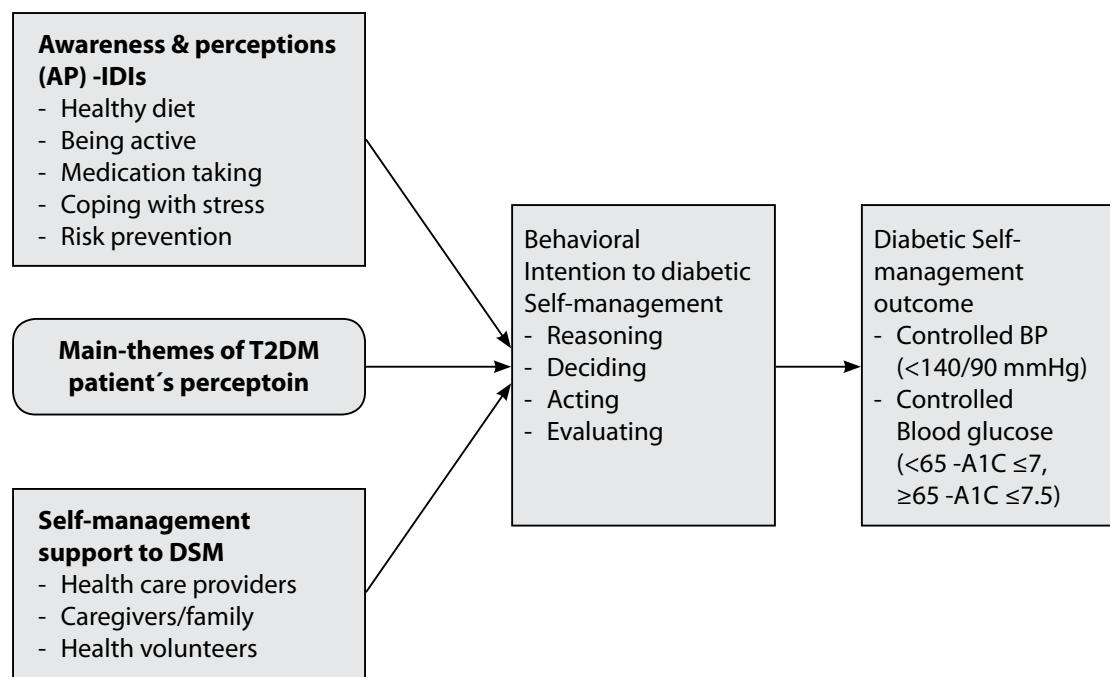 Awareness & perceptions
(AP) -IDIs
- Healthy diet
- Being active
- Medication taking
- Coping with stress
- Risk prevention
Main-themes of T2DM
patient´s perceptoin
Self-management
support to DSM
- Health care providers
- Caregivers/family
- Health volunteers
Behavioral
Intention to diabetic
Self-management
- Reasoning
- Deciding
- Acting
- Evaluating
Diabetic Self-
management
outcome
- Controlled BP
(<140/90 mmHg)
- Controlled
Blood glucose
(<65 -A1C ≤7,
≥65 -A1C ≤7.5)